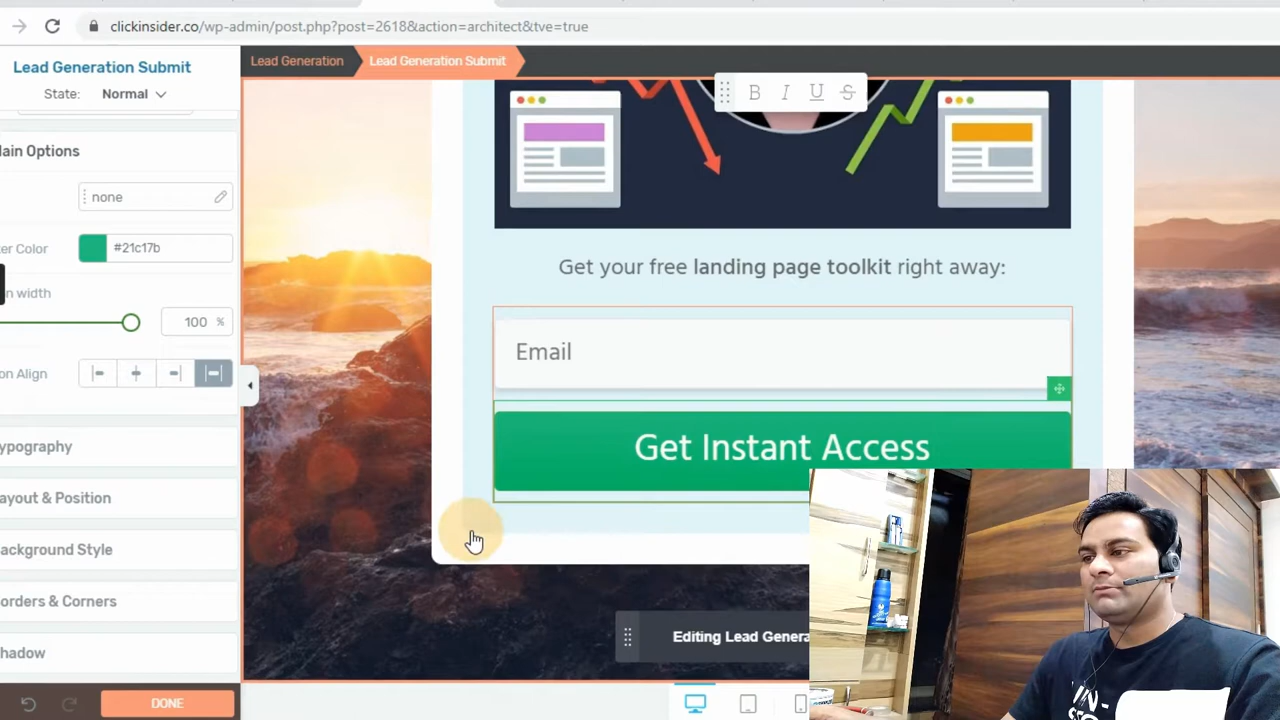 clickinsider.co/wp-admin/post.php?post=2618&action=architect&tve=true
Lead Generation Submit
Lead Generation
Lead Generation Submit
State: Normal
B I U S
ain Options
none
er Color
#21c17b
n width
100 %
on Align
ypography
ayout & Position
ackground Style
orders & Corners
hadow
DONE
Get your free landing page toolkit right away:
Email
Get Instant Access
Editing Lead Genera